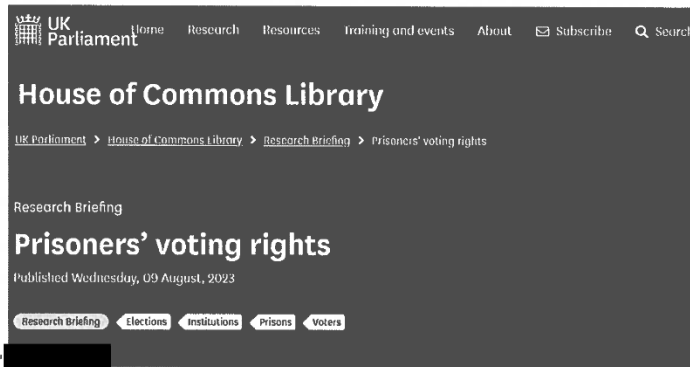 UK
Parliament
Home Research Resources Training and events About Subscribe Search
House of Commons Library
UK Parliament > House of Commons Library > Research Briefing > Prisoners' voting rights
Research Briefing
Prisoners’ voting rights
Published Wednesday, 09 August, 2023
Research Briefing Elections Institutions Prisons Voters